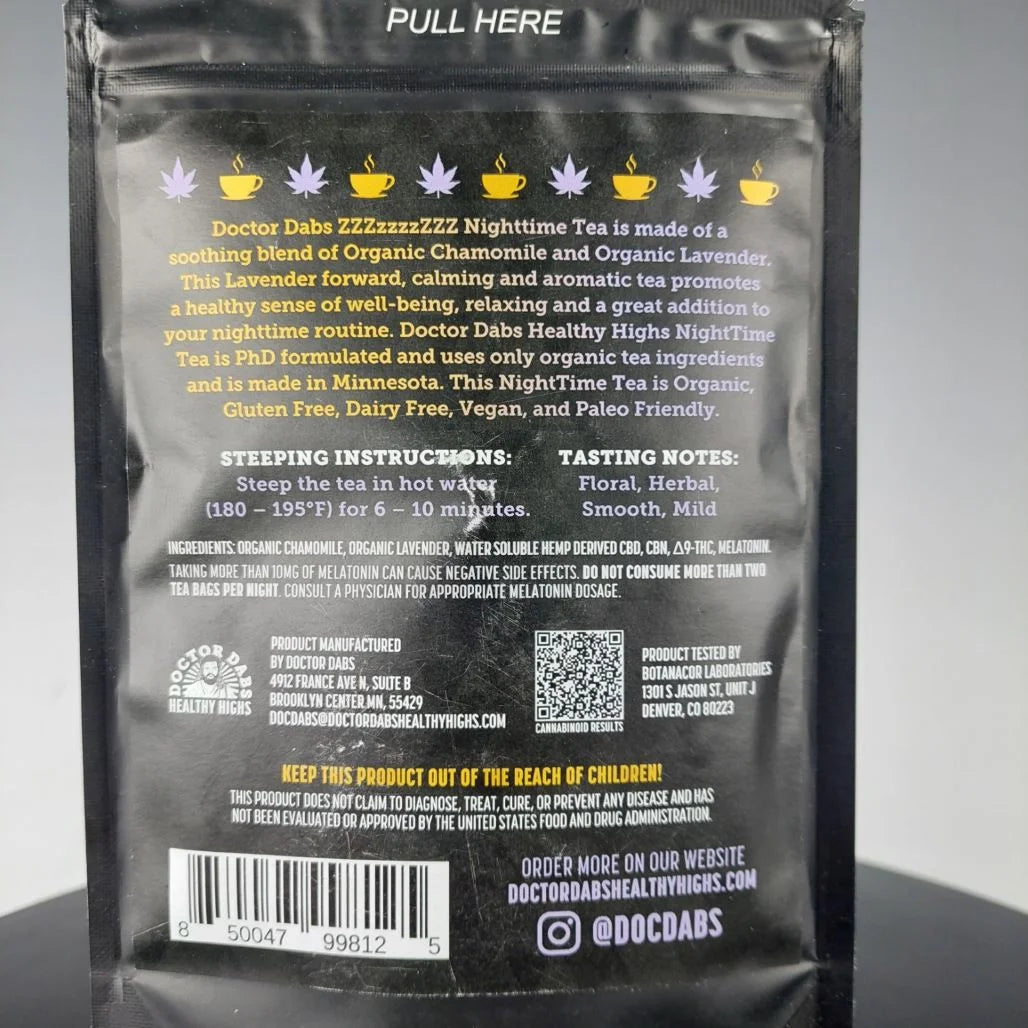 PULL HERE
Doctor Dabs ZZZzzzzZZZ Nighttime Tea is made of a
soothing blend of Organic Chamomile and Organic Lavender.
This Lavender forward, calming and aromatic tea promotes
a healthy sense of well-being, relaxing and a great addition to
your nighttime routine. Doctor Dabs Healthy Highs NightTime
Tea is PhD formulated and uses only organic tea ingredients
and is made in Minnesota. This NightTime Tea is Organic,
Gluten Free, Dairy Free, Vegan, and Paleo Friendly.
STEEPING INSTRUCTIONS:
Steep the tea in hot water
(180 – 195°F) for 6 – 10 minutes.
TASTING NOTES:
Floral, Herbal,
Smooth, Mild
INGREDIENTS: ORGANIC CHAMOMILE, ORGANIC LAVENDER, WATER SOLUBLE HEMP DERIVED CBD, CBN, Δ9-THC, MELATONIN.
TAKING MORE THAN 10MG OF MELATONIN CAN CAUSE NEGATIVE SIDE EFFECTS. DO NOT CONSUME MORE THAN TWO
TEA BAGS PER NIGHT. CONSULT A PHYSICIAN FOR APPROPRIATE MELATONIN DOSAGE.
DOCTOR DABS
HEALTHY HIGHS
PRODUCT MANUFACTURED
BY DOCTOR DABS
4912 FRANCE AVE N, SUITE B
BROOKLYN CENTER MN, 55429
DOCDABS@DOCTORDABSHEALTHYHIGHS.COM
CANNABINOID RESULTS
PRODUCT TESTED BY
BOTANACOR LABORATORIES
1301 S JASON ST, UNIT J
DENVER, CO 80223
KEEP THIS PRODUCT OUT OF THE REACH OF CHILDREN!
THIS PRODUCT DOES NOT CLAIM TO DIAGNOSE, TREAT, CURE, OR PREVENT ANY DISEASE AND HAS
NOT BEEN EVALUATED OR APPROVED BY THE UNITED STATES FOOD AND DRUG ADMINISTRATION.
8 50047 99812 5
ORDER MORE ON OUR WEBSITE
DOCTORDABSHEALTHYHIGHS.COM
@DOCDABS